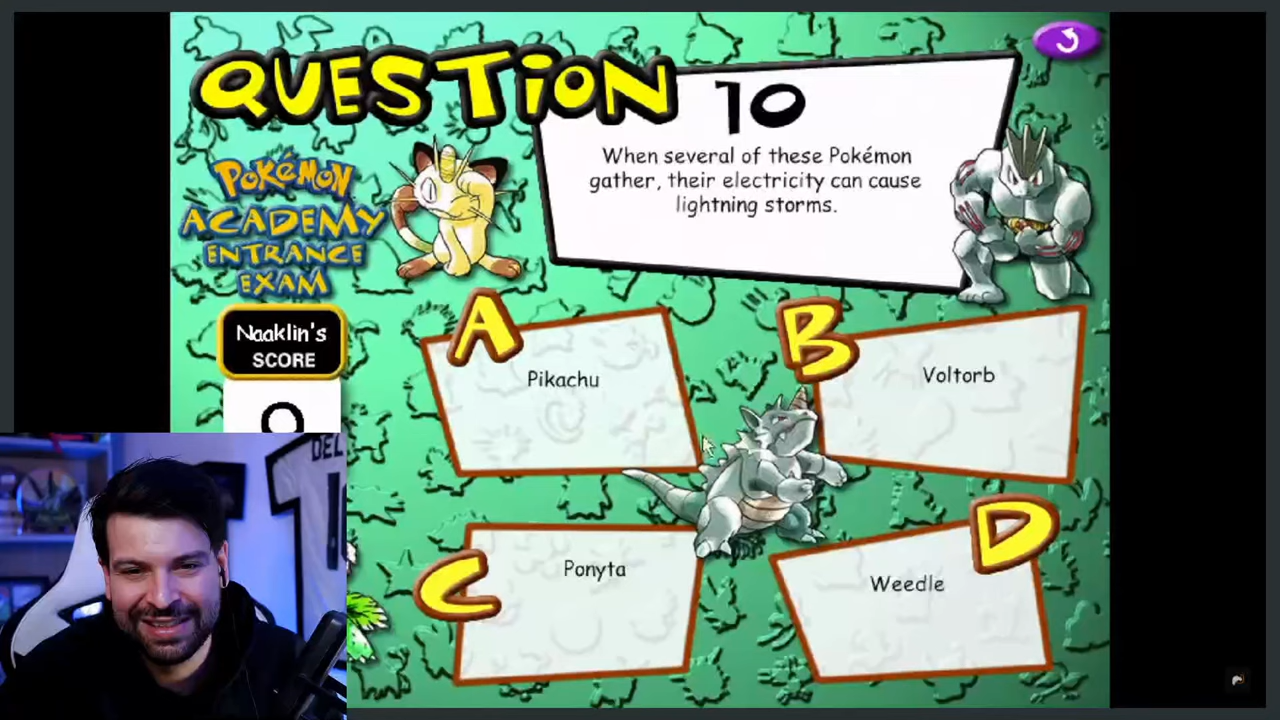 QUESTION
10
When several of these Pokémon
gather, their electricity can cause
lightning storms.
POKéMON
ACADEMY
ENTRANCE
EXAM
Naaklin's
SCORE
A
Pikachu
B
Voltorb
C
Ponyta
D
Weedle
DEL